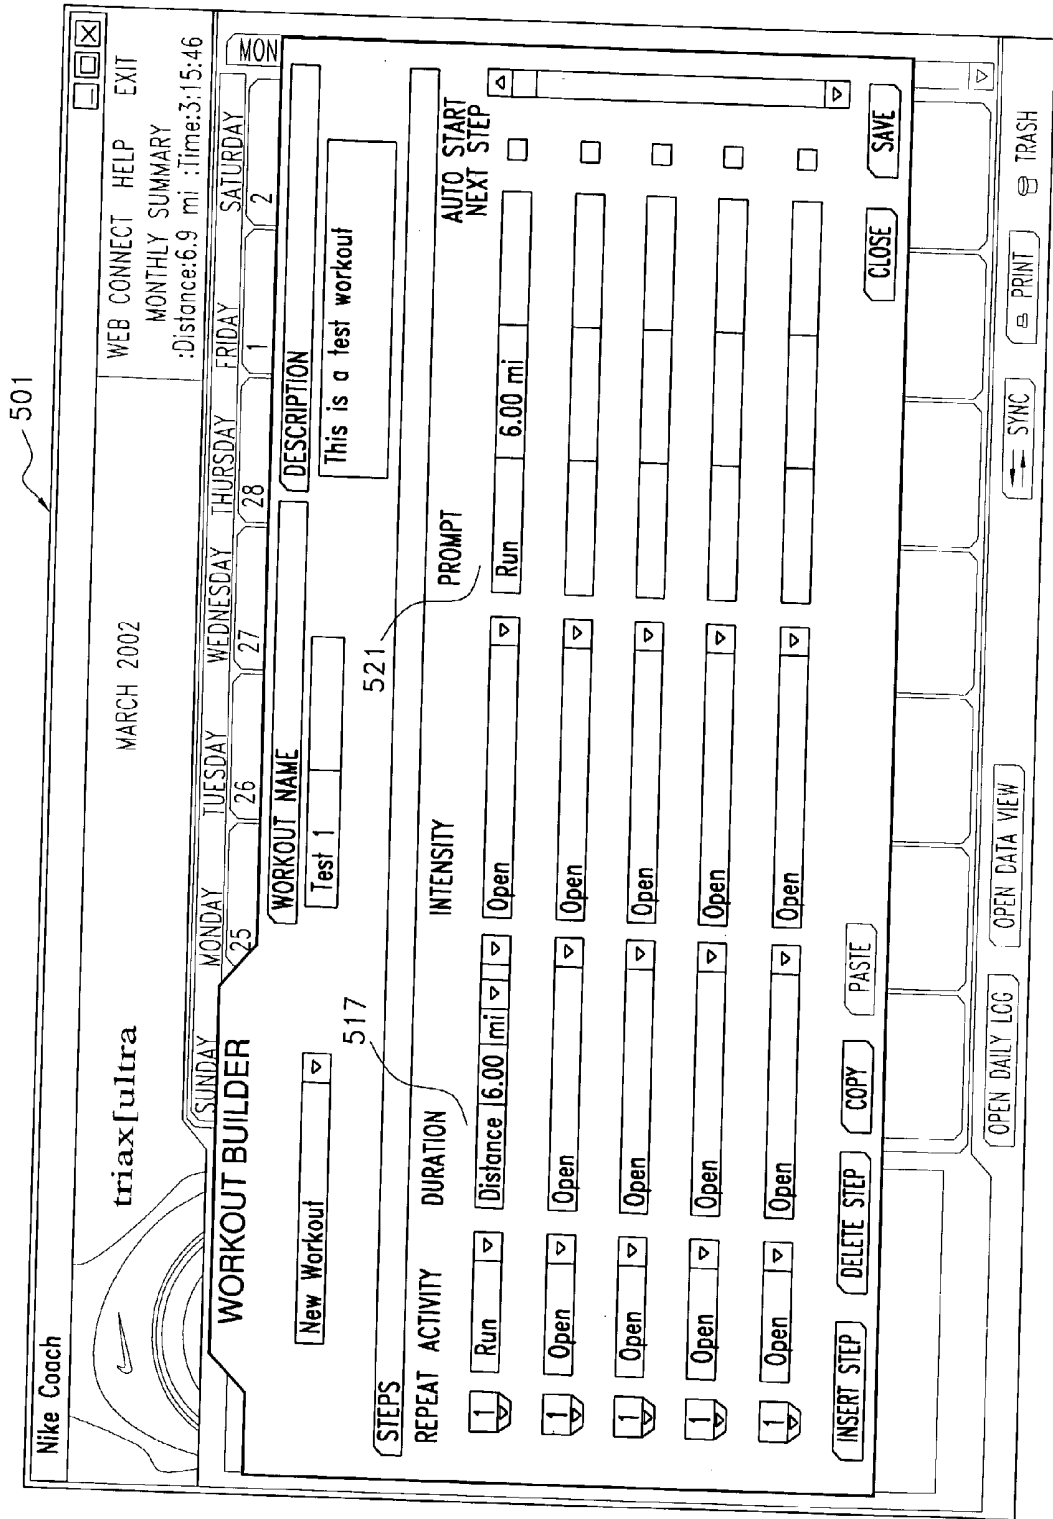 501
Nike Coach
WEB CONNECT HELP EXIT
triax[ultra
MARCH 2002
MONTHLY SUMMARY
:Distance:6.9 mi :Time:3:15:46
SUNDAY MONDAY TUESDAY WEDNESDAY THURSDAY FRIDAY SATURDAY
MON
25 26 27 28 1 2
WORKOUT BUILDER
WORKOUT NAME
DESCRIPTION
New Workout
Test 1
This is a test workout
STEPS
517
521
REPEAT ACTIVITY DURATION INTENSITY PROMPT AUTO START
NEXT STEP
1 Run Distance 6.00 mi Open Run 6.00 mi
1 Open Open Open
1 Open Open Open
1 Open Open Open
1 Open Open Open
INSERT STEP DELETE STEP COPY PASTE CLOSE SAVE
OPEN DAILY LOG OPEN DATA VIEW SYNC PRINT TRASH